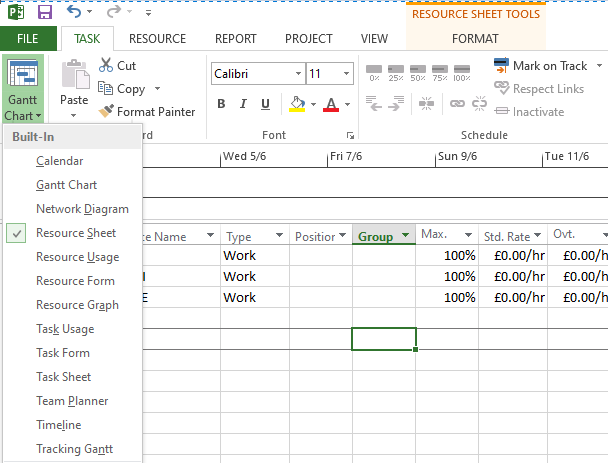 RESOURCE SHEET TOOLS
FILE TASK RESOURCE REPORT PROJECT VIEW FORMAT
Gantt Chart
Paste
Cut
Copy
Format Painter
Calibri 11
B I U A
0% 25% 50% 75% 100%
Mark on Track
Respect Links
Inactivate
rd Font Schedule
Built-In
Calendar
Gantt Chart
Network Diagram
Resource Sheet
Resource Usage
Resource Form
Resource Graph
Task Usage
Task Form
Task Sheet
Team Planner
Timeline
Tracking Gantt
Wed 5/6 Fri 7/6 Sun 9/6 Tue 11/6
ce Name Type Position Group Max. Std. Rate Ovt.
Work 100% £0.00/hr £0.00/h
Work 100% £0.00/hr £0.00/h
E Work 100% £0.00/hr £0.00/h